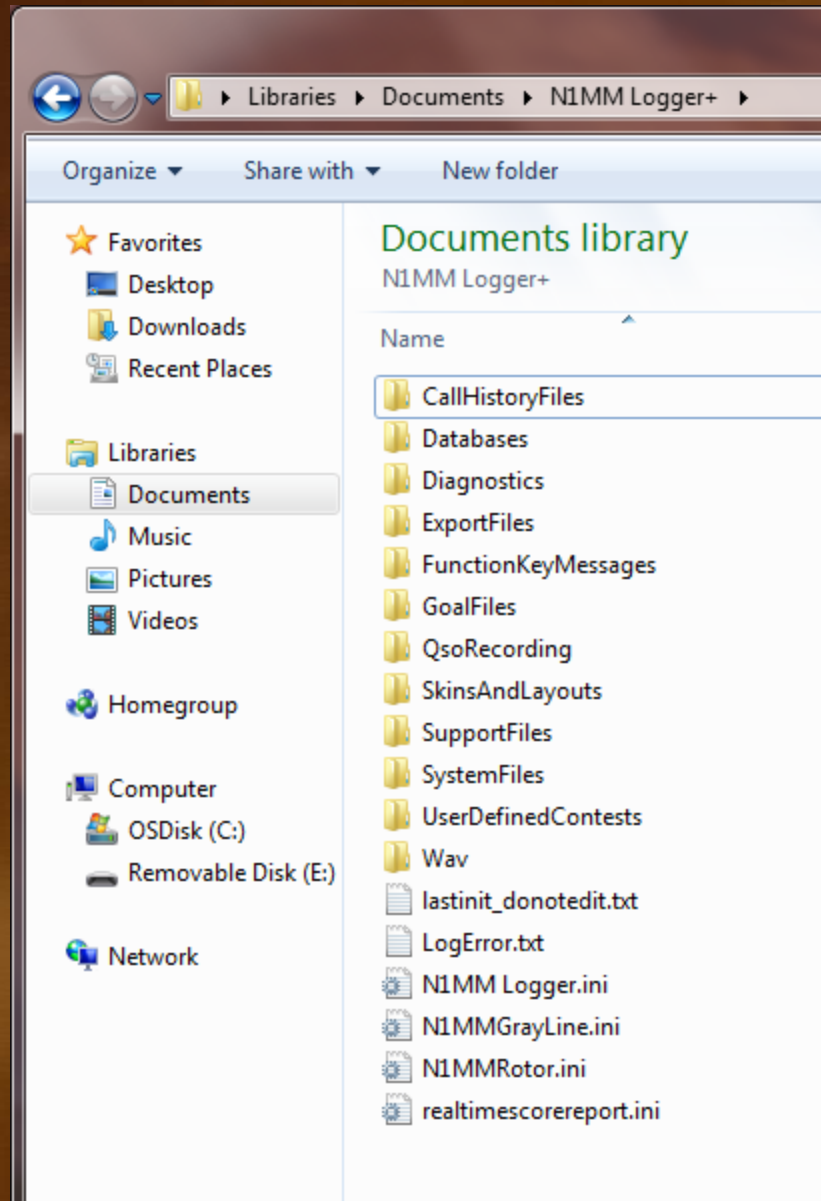 Libraries Documents N1MM Logger+
Organize Share with New folder
Favorites
Desktop
Downloads
Recent Places
Libraries
Documents
Music
Pictures
Videos
Homegroup
Computer
OSDisk (C:)
Removable Disk (E:)
Network
Documents library
N1MM Logger+
Name
CallHistoryFiles
Databases
Diagnostics
ExportFiles
FunctionKeyMessages
GoalFiles
QsoRecording
SkinsAndLayouts
SupportFiles
SystemFiles
UserDefinedContests
Wav
lastinit_donotedit.txt
LogError.txt
N1MM Logger.ini
N1MMGrayLine.ini
N1MMRotor.ini
realtimescorereport.ini